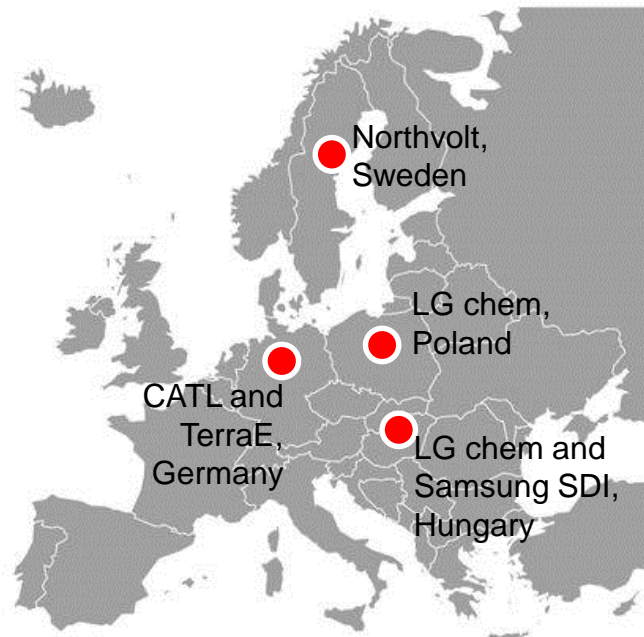 Northvolt,
Sweden
LG chem,
Poland
CATL and
TerraE,
Germany
LG chem and
Samsung SDI,
Hungary